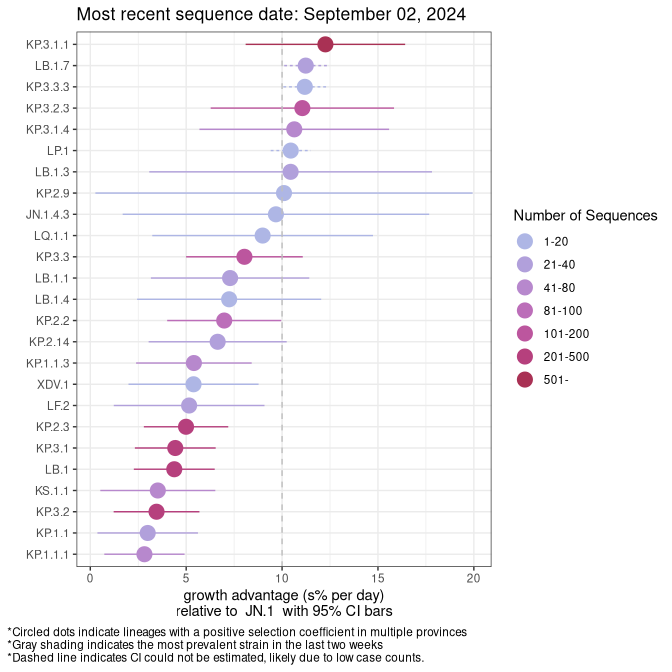 Most recent sequence date: September 02, 2024
KP.3.1.1
LB.1.7
KP.3.3.3
KP.3.2.3
KP.3.1.4
LP.1
LB.1.3
KP.2.9
JN.1.4.3
LQ.1.1
KP.3.3
LB.1.1
LB.1.4
KP.2.2
KP.2.14
KP.1.1.3
XDV.1
LF.2
KP.2.3
KP.3.1
LB.1
KS.1.1
KP.3.2
KP.1.1
KP.1.1.1
0 5 10 15 20
growth advantage (s% per day)
relative to JN.1 with 95% CI bars
Number of Sequences
1-20
21-40
41-80
81-100
101-200
201-500
501-
*Circled dots indicate lineages with a positive selection coefficient in multiple provinces
*Gray shading indicates the most prevalent strain in the last two weeks
*Dashed line indicates CI could not be estimated, likely due to low case counts.